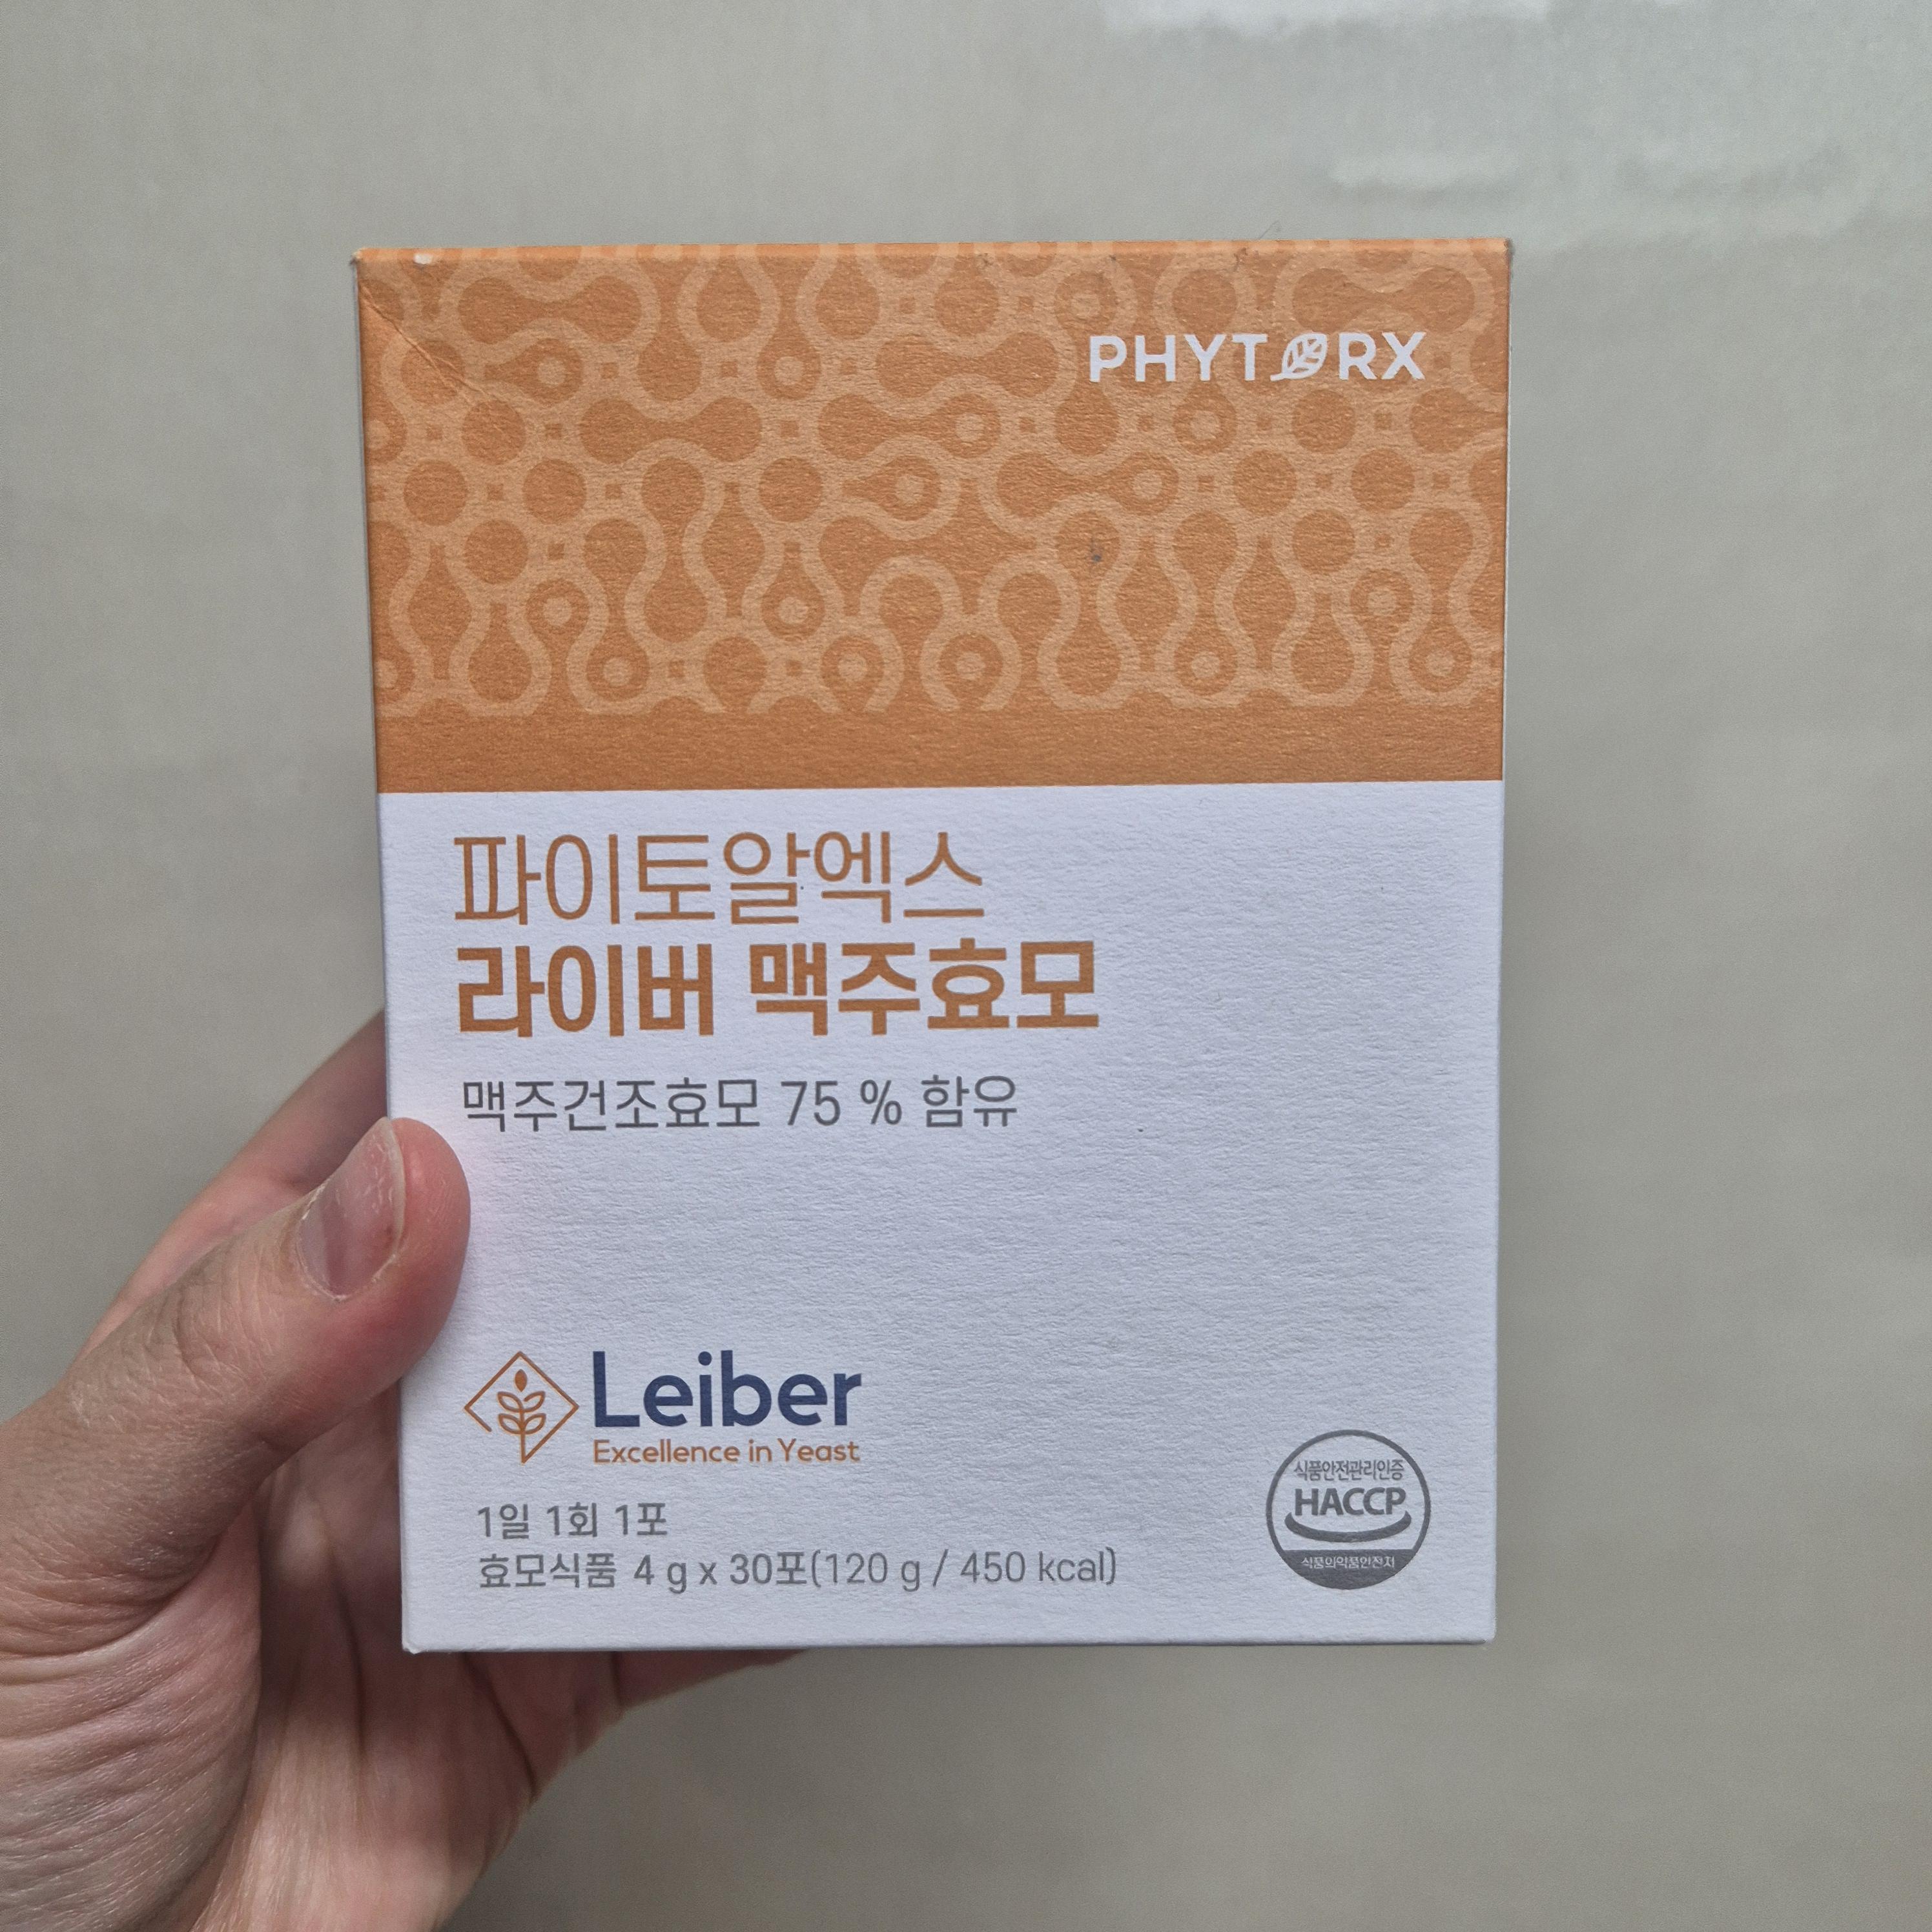 PHYTORX
파이토알엑스
라이버 맥주효모
맥주건조효모 75 % 함유
Leiber
Excellence in Yeast
1일 1회 1포
효모식품 4 g x 30포(120 g / 450 kcal)
식품안전관리인증
HACCP
식품의약품안전처